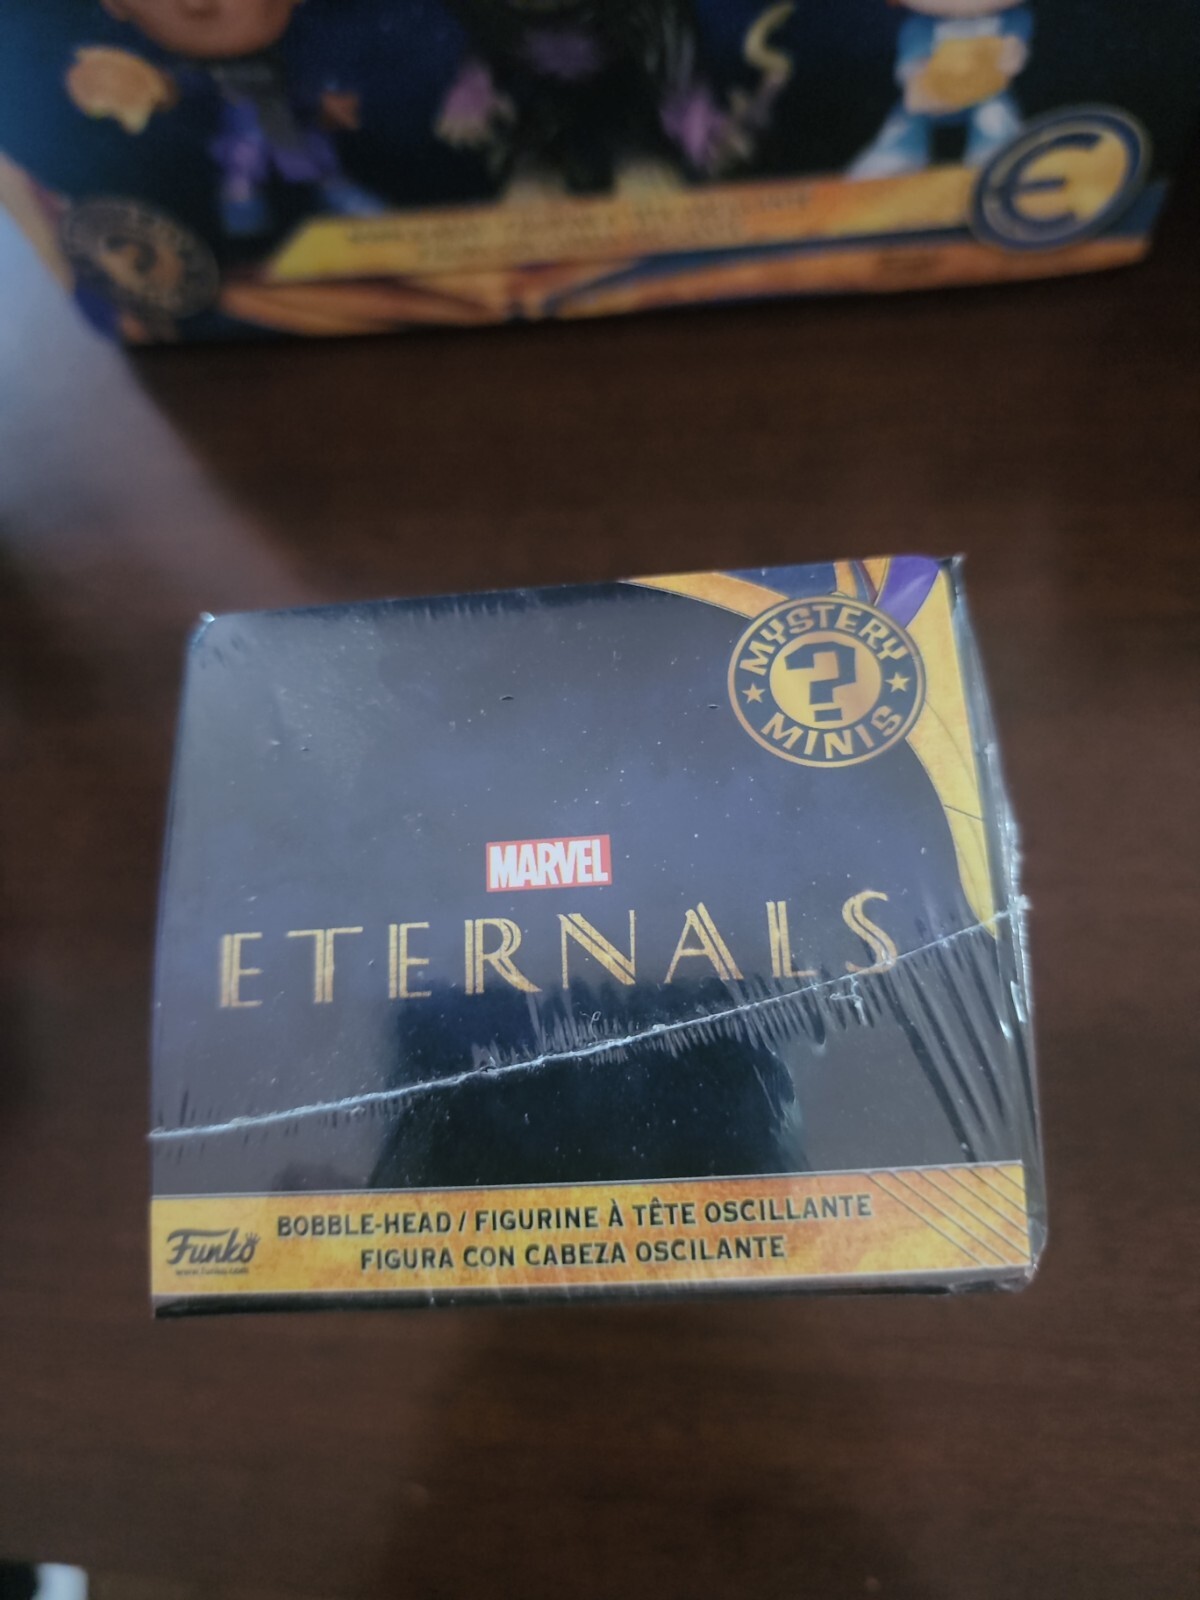 MYSTERY
?
MINIS
MARVEL
ETERNALS
BOBBLE-HEAD / FIGURINE À TÊTE OSCILLANTE
FIGURA CON CABEZA OSCILANTE
Funko